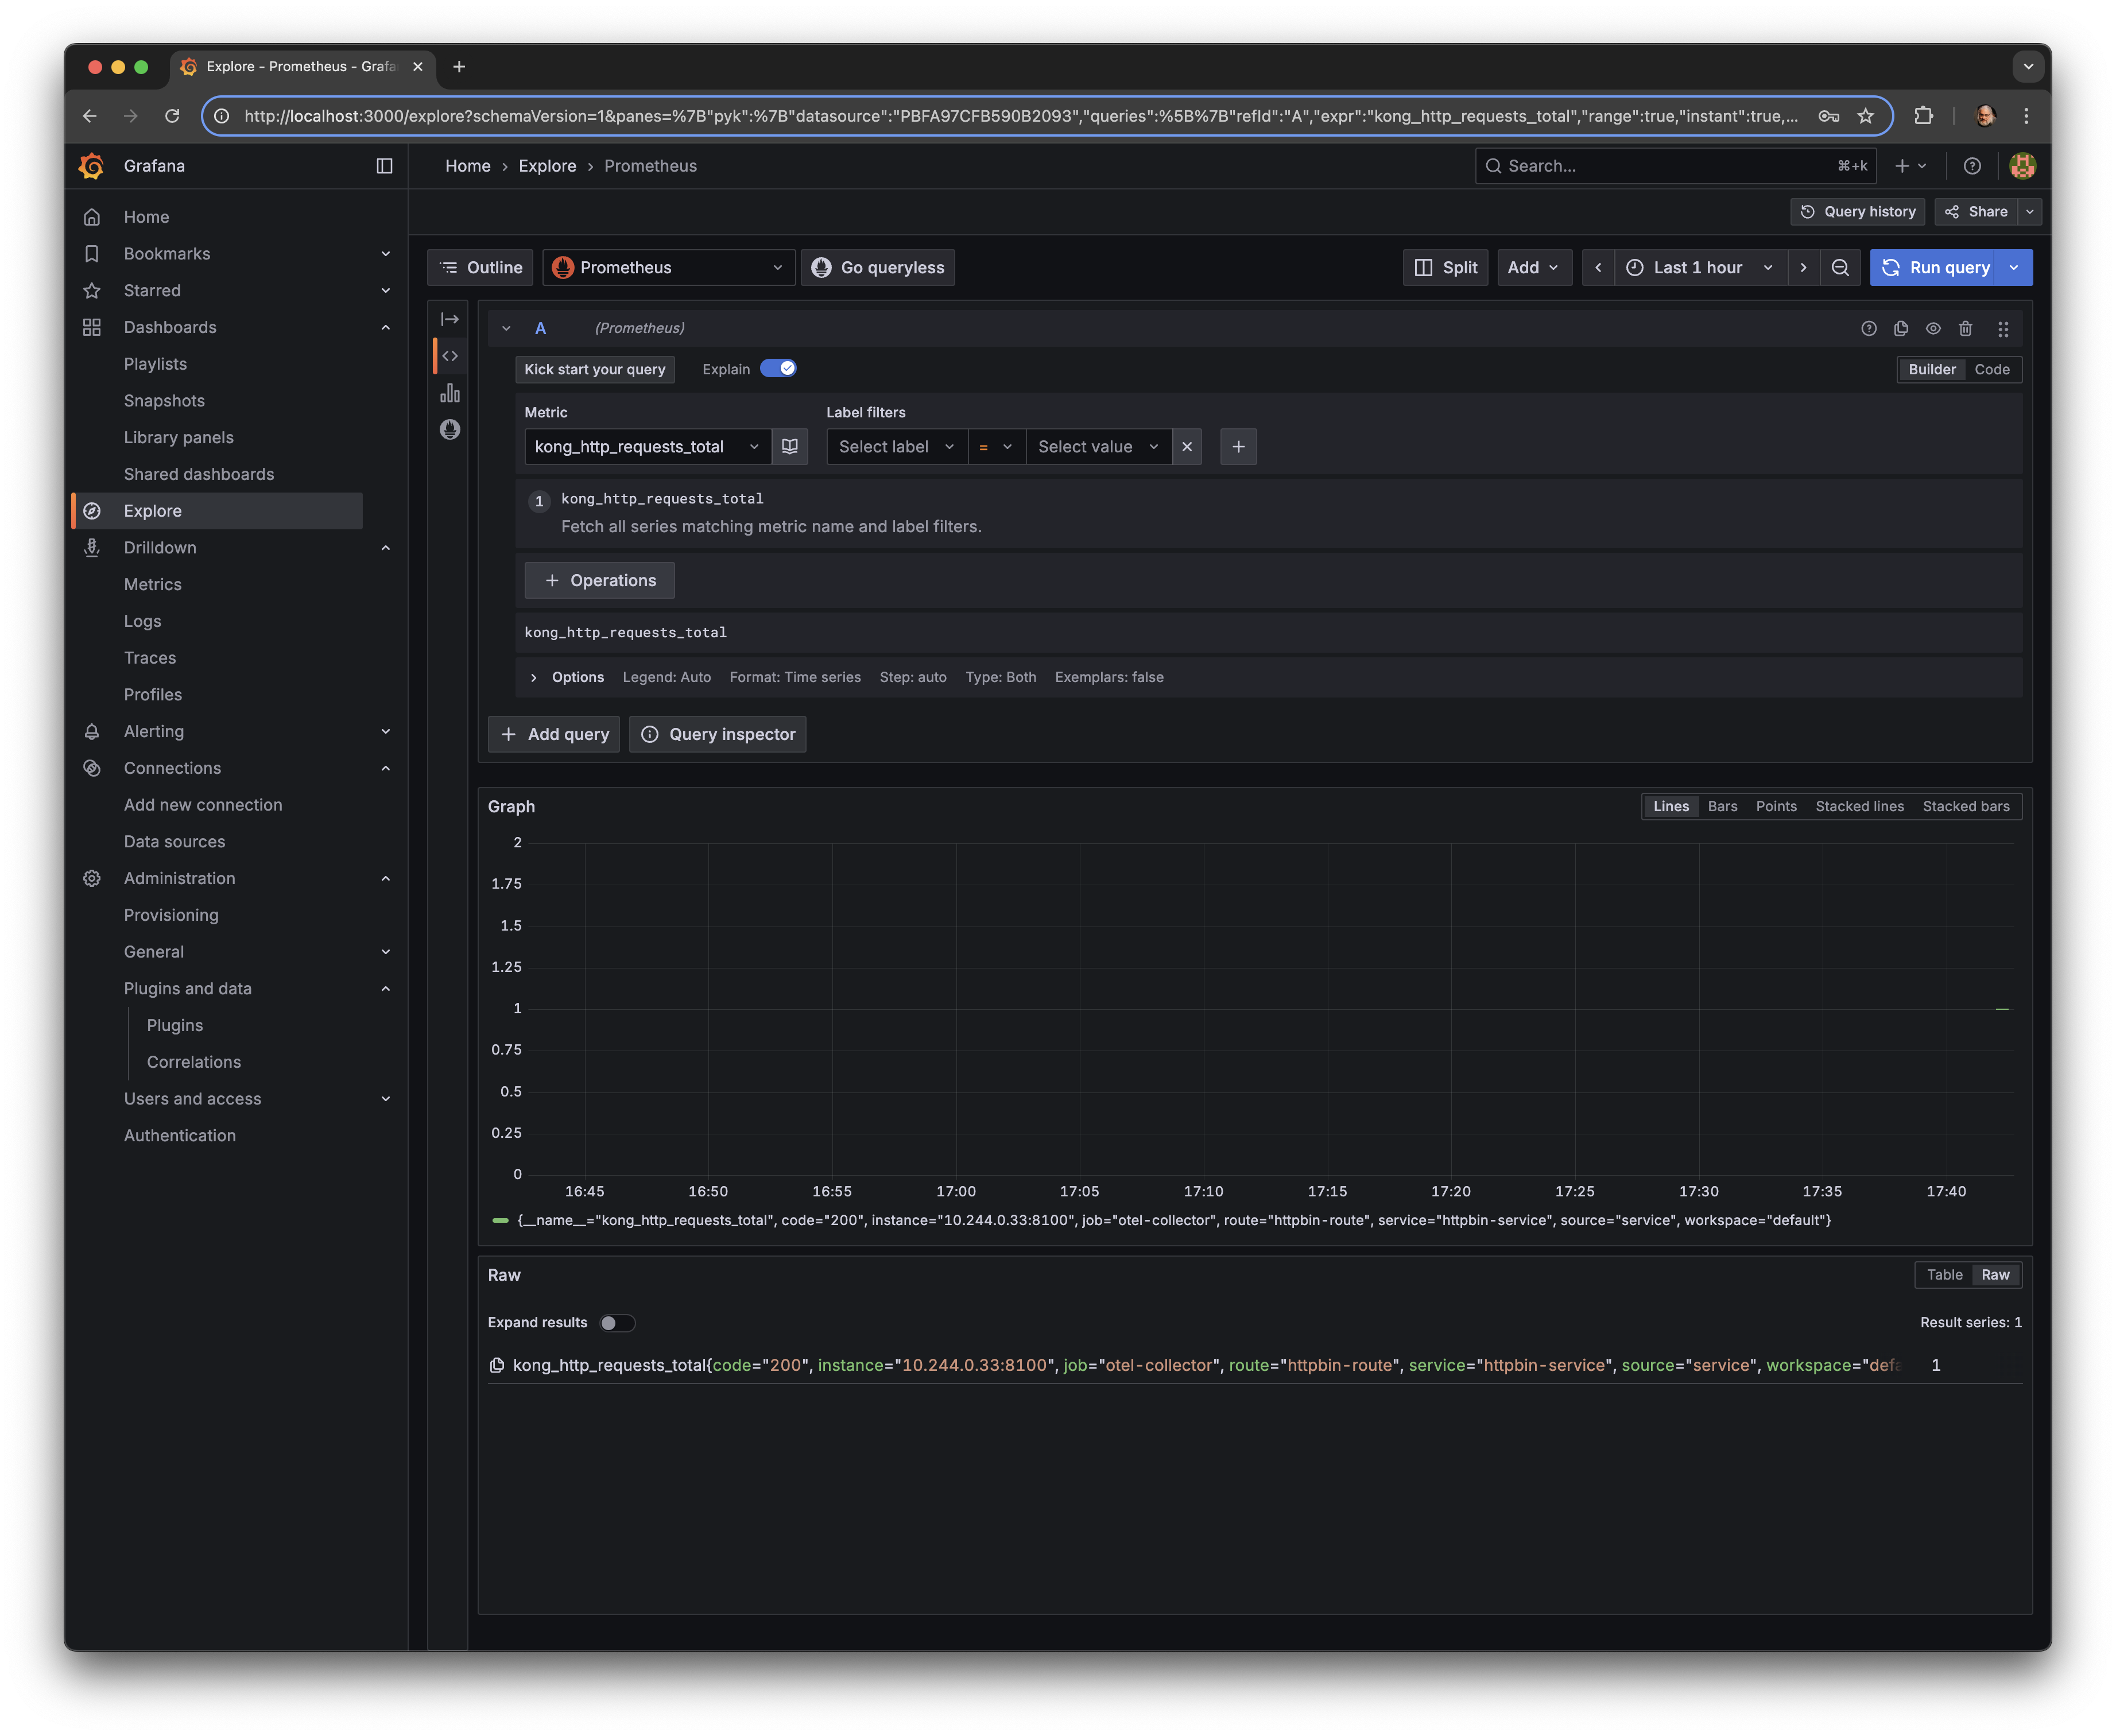 Explore - Prometheus - Grafa
http://localhost:3000/explore?schemaVersion=1&panes=%7B"pyk":%7B"datasource":"PBFA97CFB590B2093","queries":%5B%7B"refId":"A","expr":"kong_http_requests_total","range":true,"instant":true,...
Grafana
Home › Explore › Prometheus
Search...
⌘+k
Query history
Share
Home
Bookmarks
Starred
Dashboards
Playlists
Snapshots
Library panels
Shared dashboards
Explore
Drilldown
Metrics
Logs
Traces
Profiles
Alerting
Connections
Add new connection
Data sources
Administration
Provisioning
General
Plugins and data
Plugins
Correlations
Users and access
Authentication
Outline
Prometheus
Go queryless
Split
Add
Last 1 hour
Run query
A
(Prometheus)
Kick start your query
Explain
Builder
Code
Metric
Label filters
kong_http_requests_total
Select label
=
Select value
1
kong_http_requests_total
Fetch all series matching metric name and label filters.
+ Operations
kong_http_requests_total
Options Legend: Auto Format: Time series Step: auto Type: Both Exemplars: false
+ Add query
Query inspector
Graph
Lines Bars Points Stacked lines Stacked bars
2
1.75
1.5
1.25
1
0.75
0.5
0.25
0
16:45 16:50 16:55 17:00 17:05 17:10 17:15 17:20 17:25 17:30 17:35 17:40
{__name__="kong_http_requests_total", code="200", instance="10.244.0.33:8100", job="otel-collector", route="httpbin-route", service="httpbin-service", source="service", workspace="default"}
Raw
Table Raw
Expand results
Result series: 1
kong_http_requests_total{code="200", instance="10.244.0.33:8100", job="otel-collector", route="httpbin-route", service="httpbin-service", source="service", workspace="defa 1